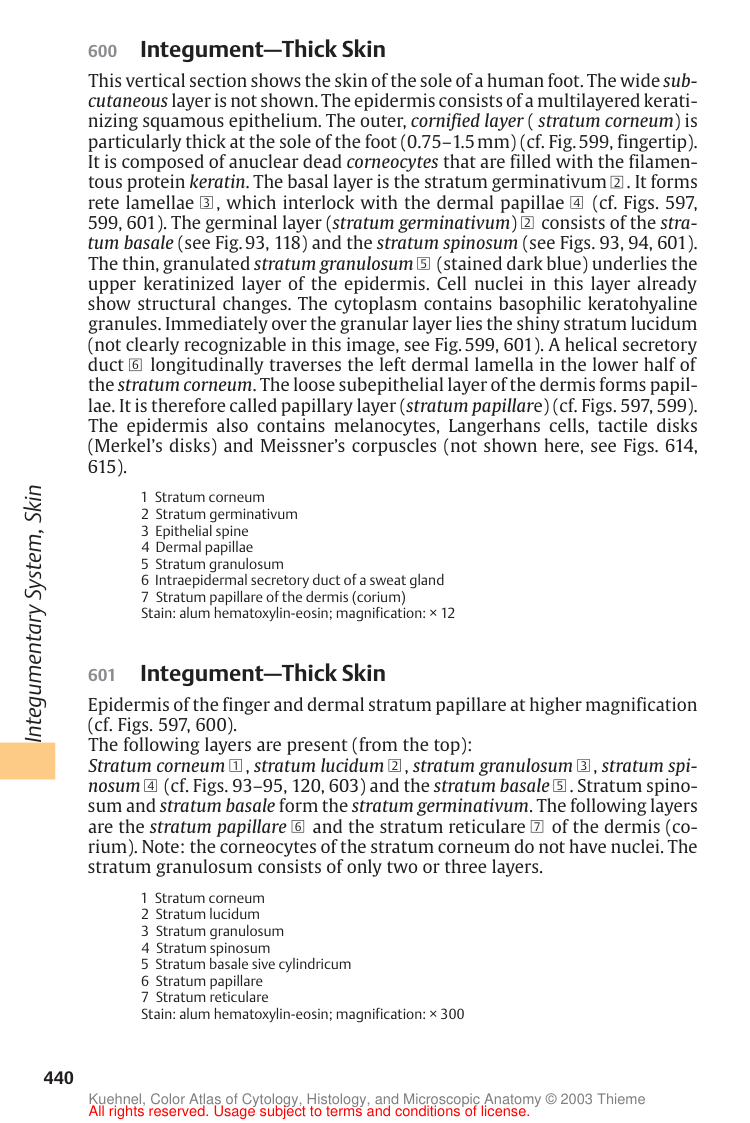 600 Integument—Thick Skin
This vertical section shows the skin of the sole of a human foot. The wide sub-
cutaneous layer is not shown. The epidermis consists of a multilayered kerati-
nizing squamous epithelium. The outer, cornified layer ( stratum corneum) is
particularly thick at the sole of the foot (0.75–1.5 mm) (cf. Fig. 599, fingertip).
It is composed of anuclear dead corneocytes that are filled with the filamen-
tous protein keratin. The basal layer is the stratum germinativum 2 . It forms
rete lamellae 3 , which interlock with the dermal papillae 4 (cf. Figs. 597,
599, 601). The germinal layer (stratum germinativum) 2 consists of the stra-
tum basale (see Fig. 93, 118) and the stratum spinosum (see Figs. 93, 94, 601).
The thin, granulated stratum granulosum 5 (stained dark blue) underlies the
upper keratinized layer of the epidermis. Cell nuclei in this layer already
show structural changes. The cytoplasm contains basophilic keratohyaline
granules. Immediately over the granular layer lies the shiny stratum lucidum
(not clearly recognizable in this image, see Fig. 599, 601). A helical secretory
duct 6 longitudinally traverses the left dermal lamella in the lower half of
the stratum corneum. The loose subepithelial layer of the dermis forms papil-
lae. It is therefore called papillary layer (stratum papillare) (cf. Figs. 597, 599).
The epidermis also contains melanocytes, Langerhans cells, tactile disks
(Merkel's disks) and Meissner's corpuscles (not shown here, see Figs. 614,
615).
1 Stratum corneum
2 Stratum germinativum
3 Epithelial spine
4 Dermal papillae
5 Stratum granulosum
6 Intraepidermal secretory duct of a sweat gland
7 Stratum papillare of the dermis (corium)
Stain: alum hematoxylin-eosin; magnification: × 12
Integumentary System, Skin
601 Integument—Thick Skin
Epidermis of the finger and dermal stratum papillare at higher magnification
(cf. Figs. 597, 600).
The following layers are present (from the top):
Stratum corneum 1 , stratum lucidum 2 , stratum granulosum 3 , stratum spi-
nosum 4 (cf. Figs. 93–95, 120, 603) and the stratum basale 5 . Stratum spino-
sum and stratum basale form the stratum germinativum. The following layers
are the stratum papillare 6 and the stratum reticulare 7 of the dermis (co-
rium). Note: the corneocytes of the stratum corneum do not have nuclei. The
stratum granulosum consists of only two or three layers.
1 Stratum corneum
2 Stratum lucidum
3 Stratum granulosum
4 Stratum spinosum
5 Stratum basale sive cylindricum
6 Stratum papillare
7 Stratum reticulare
Stain: alum hematoxylin-eosin; magnification: × 300
440
Kuehnel, Color Atlas of Cytology, Histology, and Microscopic Anatomy © 2003 Thieme
All rights reserved. Usage subject to terms and conditions of license.